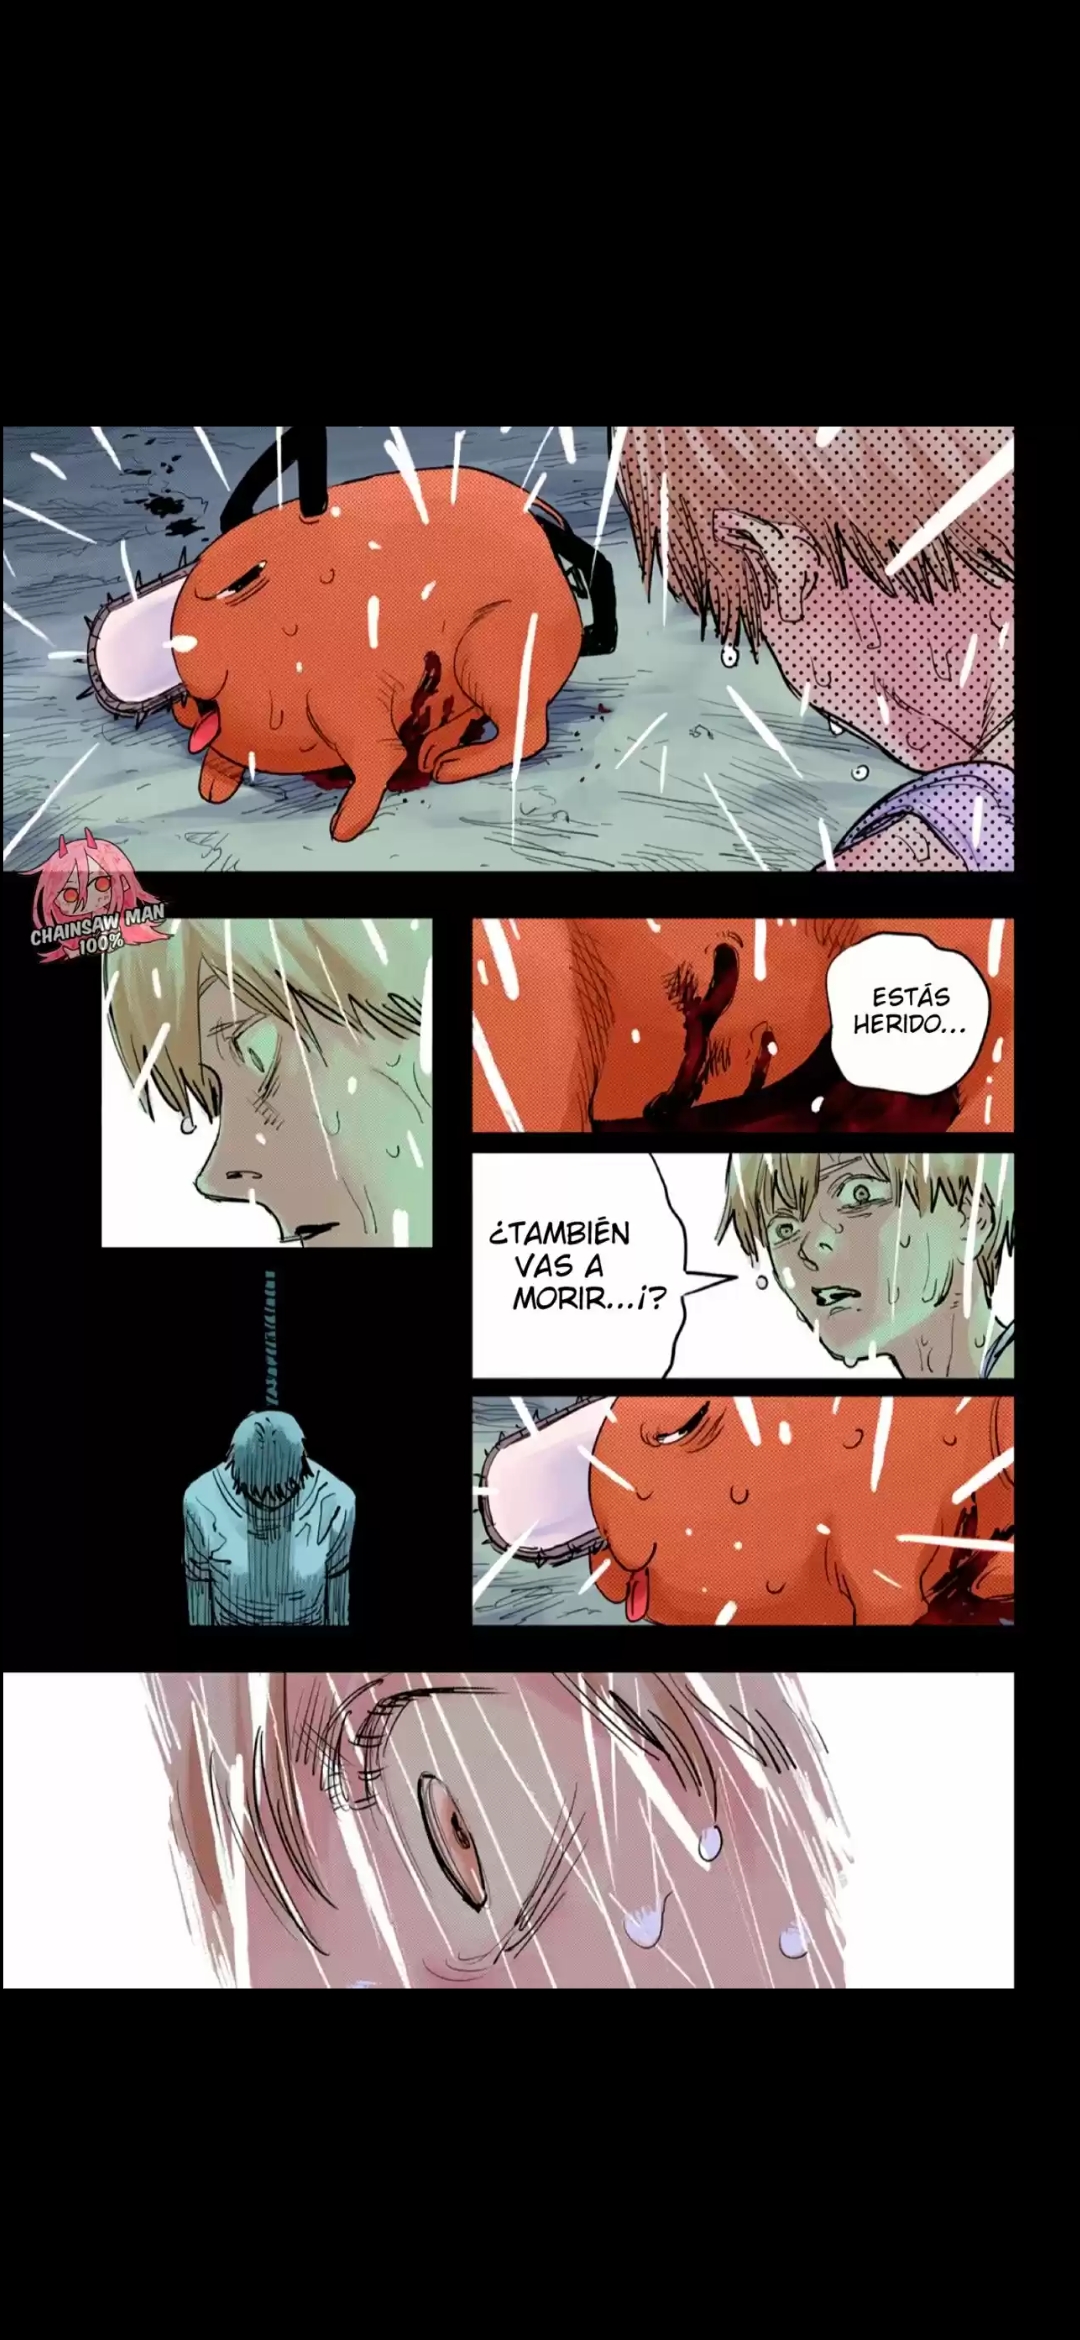 ESTÁS
HERIDO...
CHAINSAW MAN
100%
¿TAMBIÉN
VAS A
MORIR...¡?